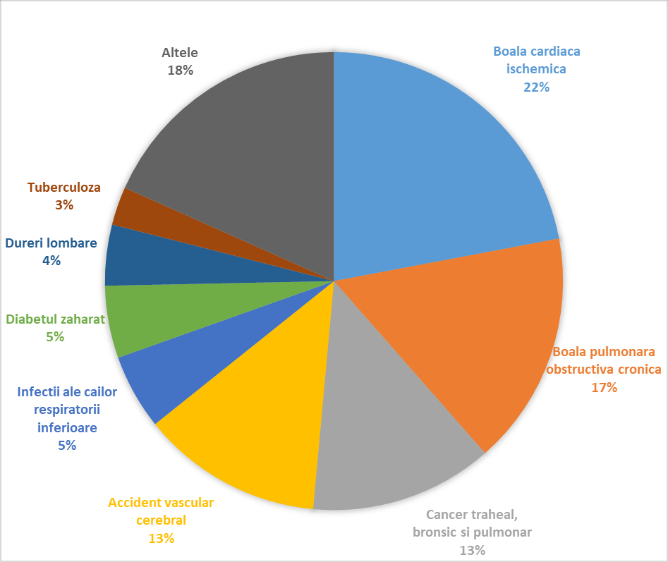 Altele
18%
Boala cardiaca
ischemica
22%
Tuberculoza
3%
Dureri lombare
4%
Diabetul zaharat
5%
Boala pulmonara
obstructiva cronica
17%
Infectii ale cailor
respiratorii
inferioare
5%
Accident vascular
cerebral
13%
Cancer traheal,
bronsic si pulmonar
13%